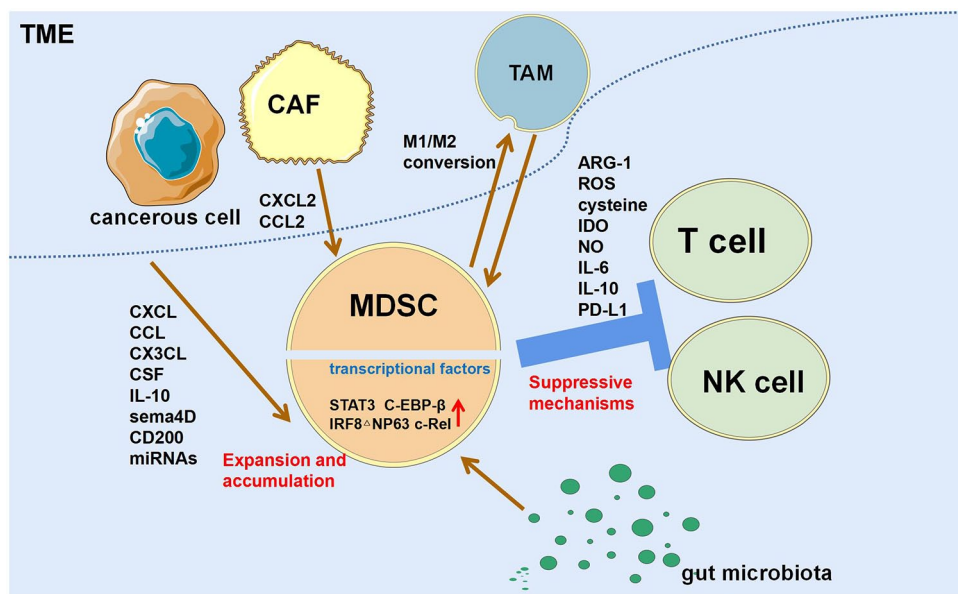 TME
CAF
TAM
cancerous cell
CXCL2
CCL2
M1/M2
conversion
ARG-1
ROS
cysteine
IDO
NO
IL-6
IL-10
PD-L1
T cell
NK cell
MDSC
transcriptional factors
STAT3 C-EBP-β
IRF8△NP63 c-Rel
CXCL
CCL
CX3CL
CSF
IL-10
sema4D
CD200
miRNAs
Expansion and
accumulation
Suppressive
mechanisms
gut microbiota